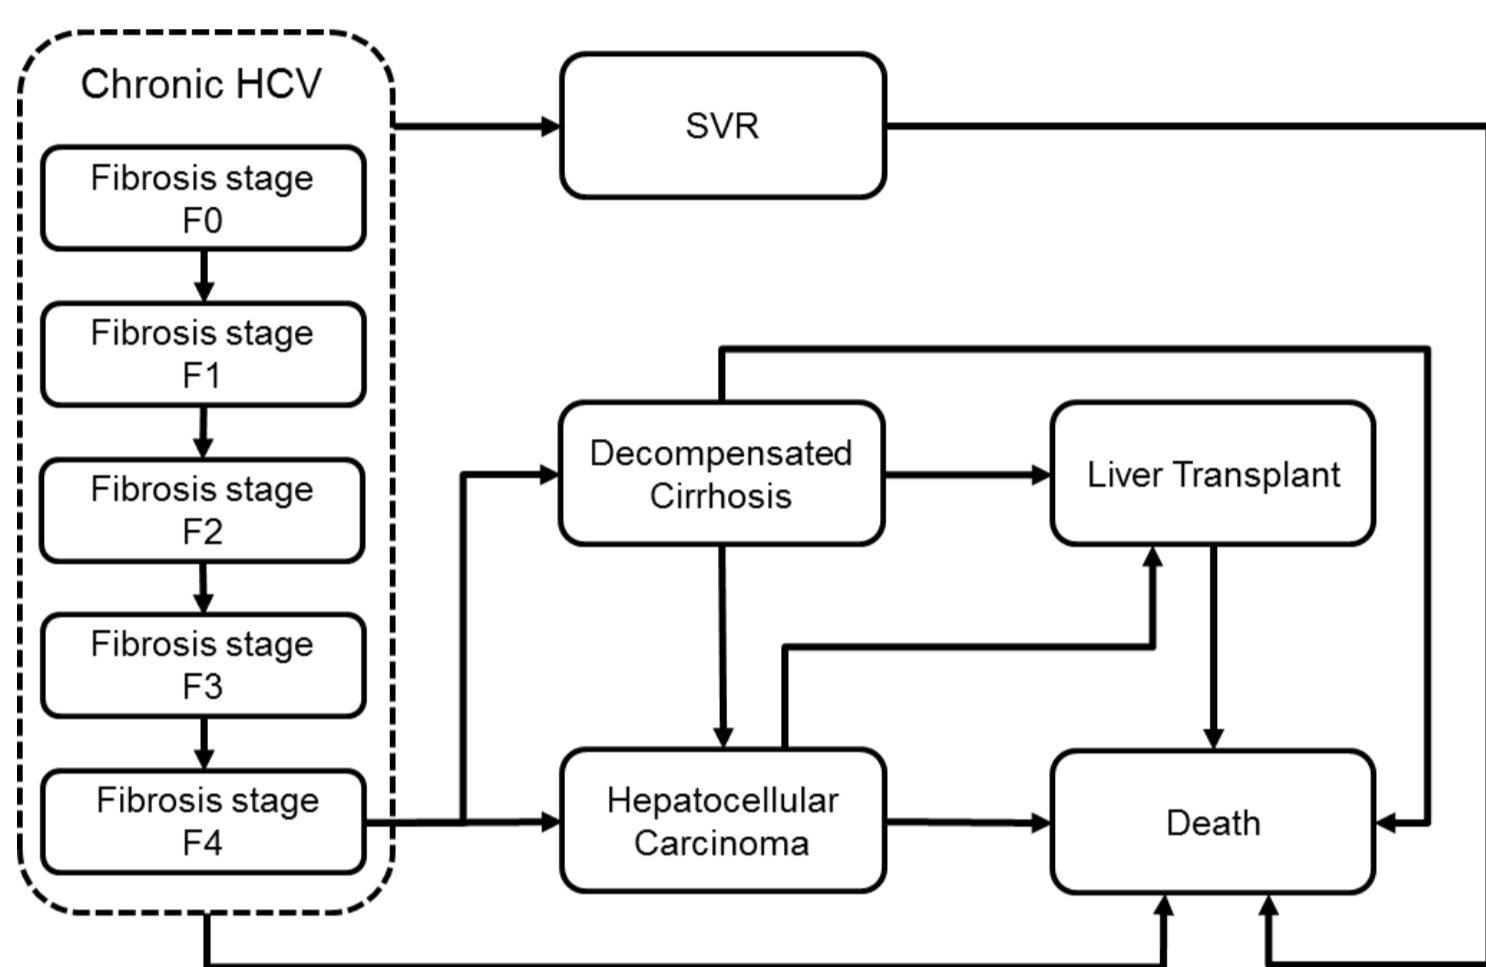 Chronic HCV
Fibrosis stage
F0
Fibrosis stage
F1
Fibrosis stage
F2
Fibrosis stage
F3
Fibrosis stage
F4
SVR
Decompensated
Cirrhosis
Liver Transplant
Hepatocellular
Carcinoma
Death